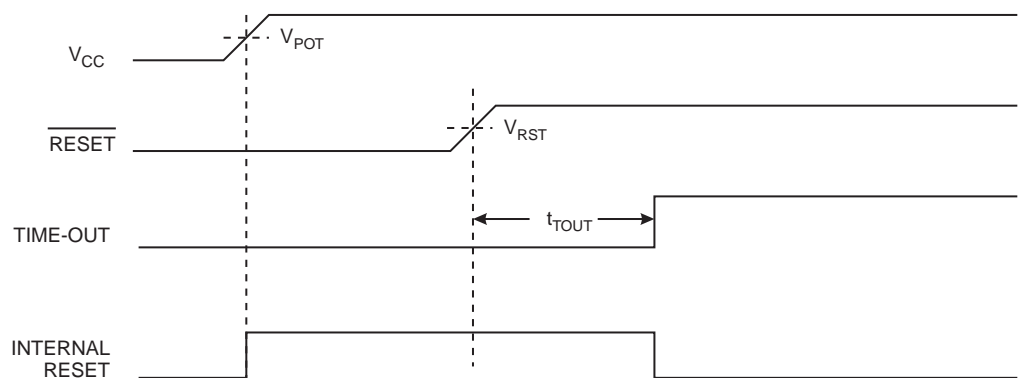 V_CC
V_POT
RESET
V_RST
TIME-OUT
t_TOUT
INTERNAL
RESET